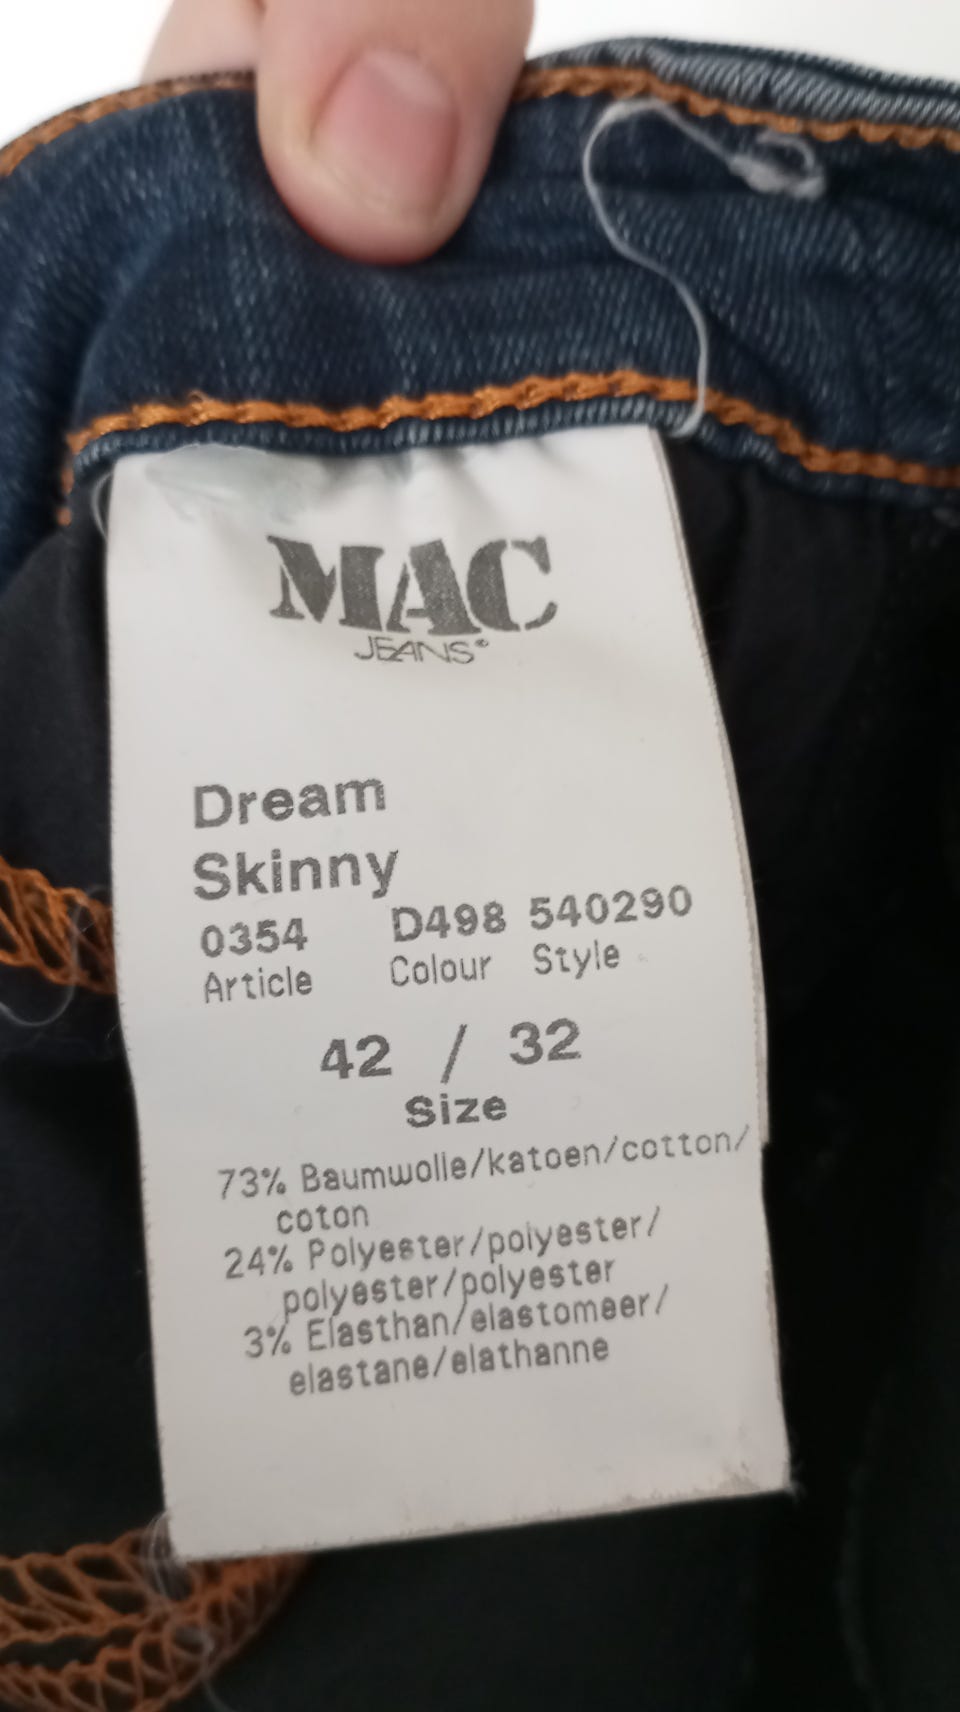 MAC
JEANS®
Dream
Skinny
0354 D498 540290
Article Colour Style
42 / 32
Size
73% Baumwolle/katoen/cotton/
coton
24% Polyester/polyester/
polyester/polyester
3% Elasthan/elastomeer/
elastane/elathanne